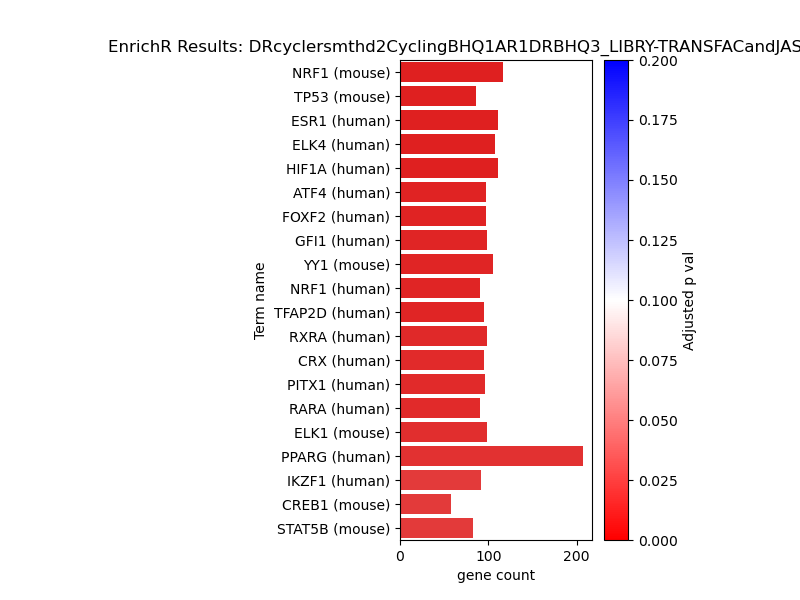 EnrichR Results: DRcyclersmthd2CyclingBHQ1AR1DRBHQ3_LIBRY-TRANSFACandJAS
NRF1 (mouse)
TP53 (mouse)
ESR1 (human)
ELK4 (human)
HIF1A (human)
ATF4 (human)
FOXF2 (human)
GFI1 (human)
YY1 (mouse)
NRF1 (human)
TFAP2D (human)
RXRA (human)
CRX (human)
PITX1 (human)
RARA (human)
ELK1 (mouse)
PPARG (human)
IKZF1 (human)
CREB1 (mouse)
STAT5B (mouse)
Term name
0 100 200
gene count
0.200
0.175
0.150
0.125
0.100
0.075
0.050
0.025
0.000
Adjusted p val